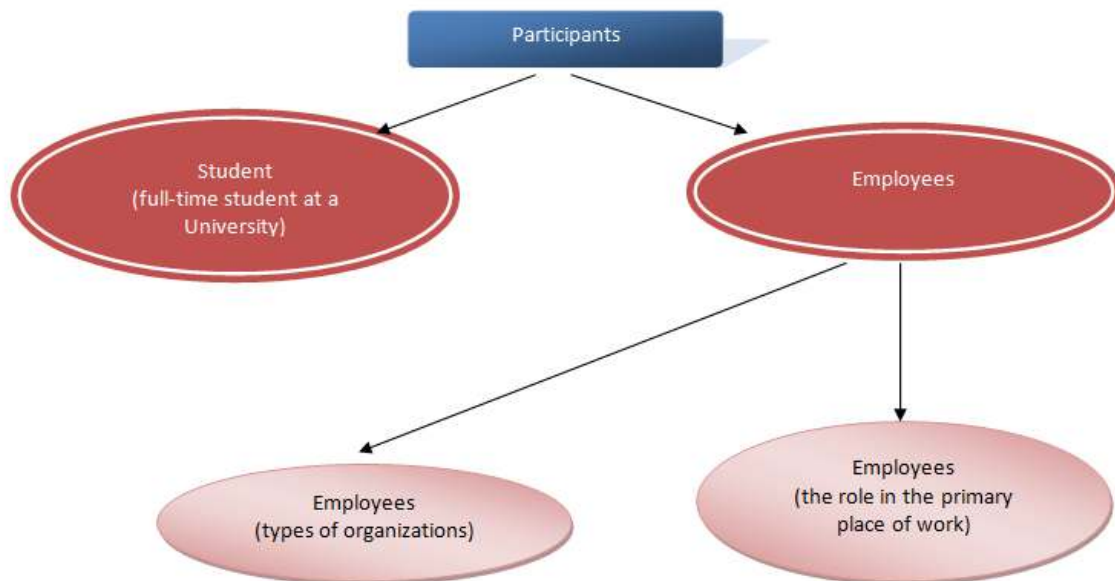 Participants
Student
(full-time student at a
University)
Employees
Employees
(types of organizations)
Employees
(the role in the primary
place of work)